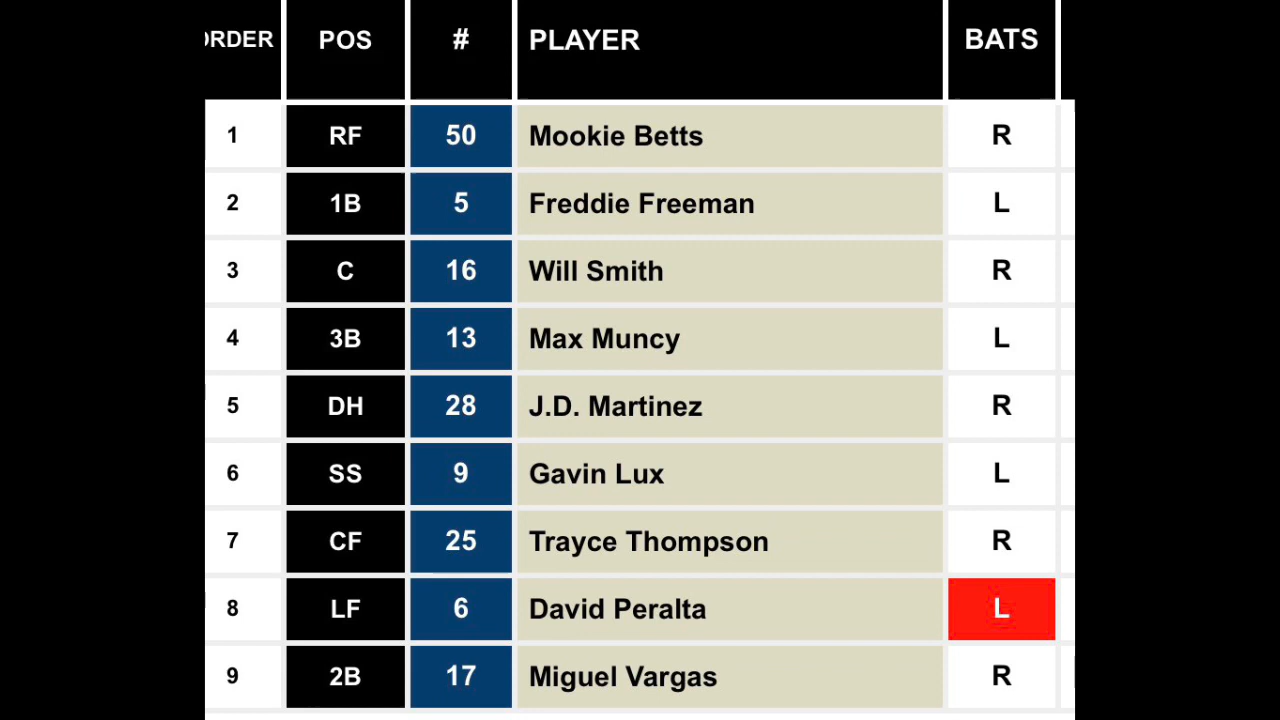 ORDER POS # PLAYER BATS
1 RF 50 Mookie Betts R
2 1B 5 Freddie Freeman L
3 C 16 Will Smith R
4 3B 13 Max Muncy L
5 DH 28 J.D. Martinez R
6 SS 9 Gavin Lux L
7 CF 25 Trayce Thompson R
8 LF 6 David Peralta L
9 2B 17 Miguel Vargas R